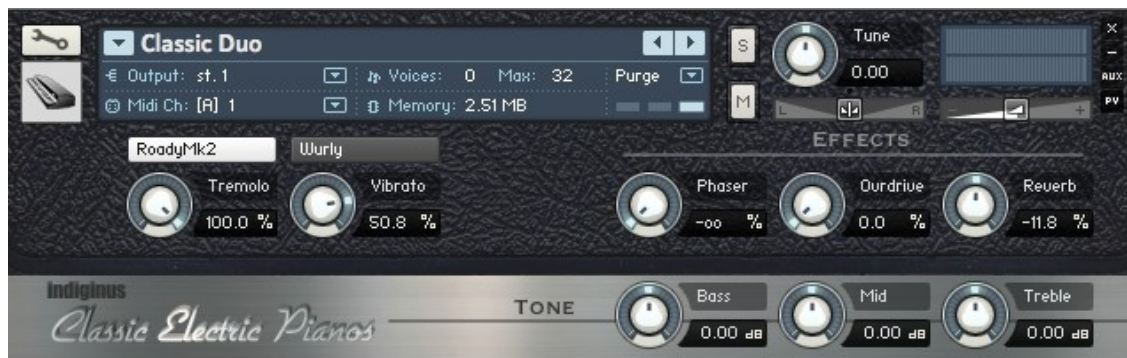 Classic Duo
S
Tune
0.00
×
–
AUX
PV
Output: st. 1
Voices: 0 Max: 32
Purge
Midi Ch: [A] 1
Memory: 2.51 MB
M
L
R
-
+
RoadyMk2
Wurly
EFFECTS
Tremolo
100.0 %
Vibrato
50.8 %
Phaser
-oo %
Ovrdrive
0.0 %
Reverb
-11.8 %
indiginus
Classic Electric Pianos
TONE
Bass
0.00 dB
Mid
0.00 dB
Treble
0.00 dB